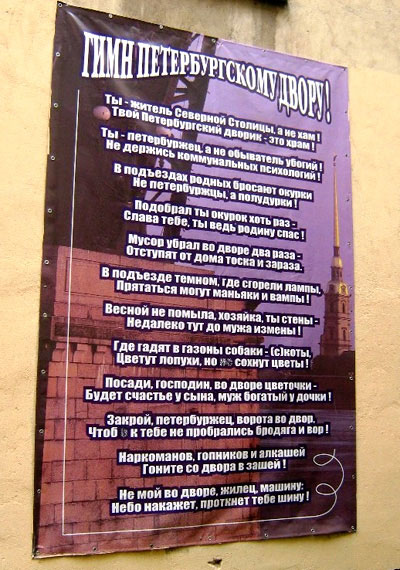 ГИМН ПЕТЕРБУРГСКОМУ ДВОРУ!
Ты - житель Северной Столицы, а не хам!
Твой Петербургский дворик - это храм!
Ты - петербуржец, а не обыватель убогий!
Не держись коммунальных психологий!
В подъездах родных бросают окурки
Не петербуржцы, а полудурки!
Подобрал ты окурок хоть раз -
Слава тебе, ты ведь родину спас!
Мусор убрал во дворе два раза -
Отступят от дома тоска и зараза.
В подъезде темном, где сгорели лампы,
Прятаться могут маньяки и вампы!
Весной не помыла, хозяйка, ты стены -
Недалеко тут до мужа измены!
Где гадят в газоны собаки - (с)коты,
Цветут лопухи, но сохнут цветы!
Посади, господин, во дворе цветочки -
Будет счастье у сына, муж богатый у дочки!
Закрой, петербуржец, ворота во двор,
Чтоб к тебе не пробрались бродяга и вор!
Наркоманов, гопников и алкашей
Гоните со двора в зашей!
Не мой во дворе, жилец, машину:
Небо накажет, проткнет тебе шину!